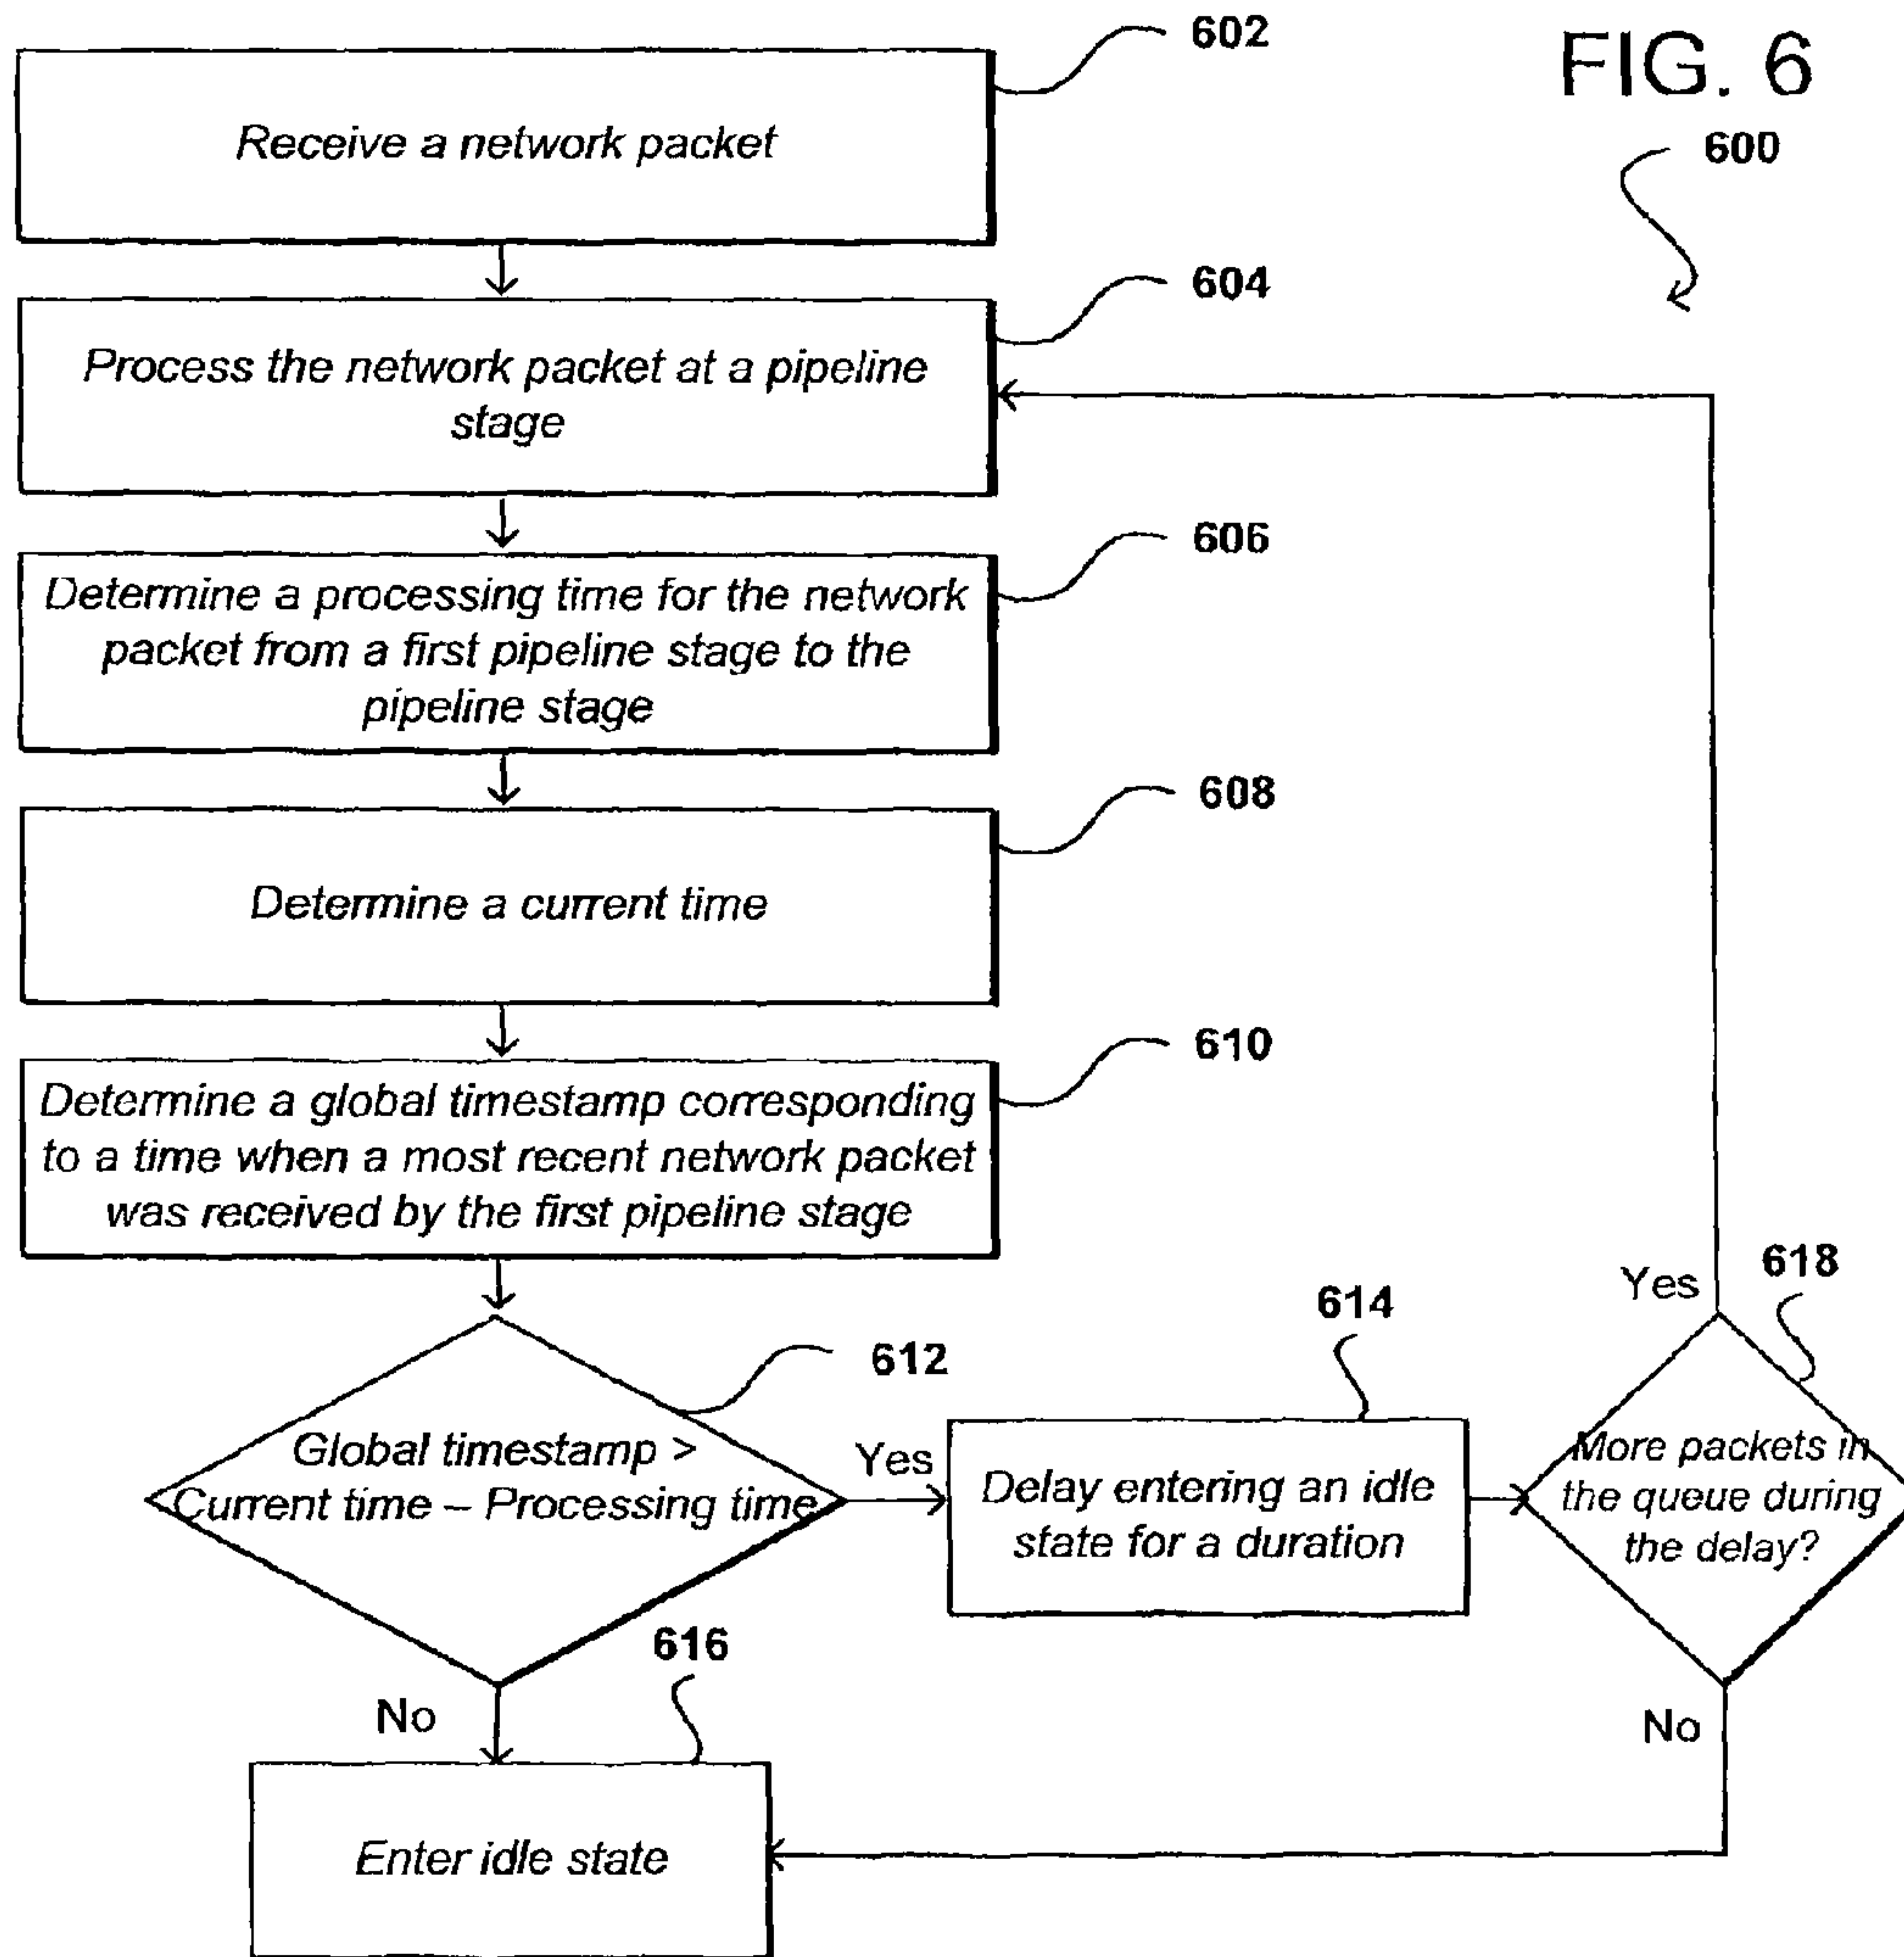 FIG. 6
600
602
Receive a network packet
604
Process the network packet at a pipeline
stage
606
Determine a processing time for the network
packet from a first pipeline stage to the
pipeline stage
608
Determine a current time
610
Determine a global timestamp corresponding
to a time when a most recent network packet
was received by the first pipeline stage
612
Global timestamp >
Current time – Processing time
Yes
614
Delay entering an idle
state for a duration
618
Yes
More packets in
the queue during
the delay?
No
No
616
Enter idle state